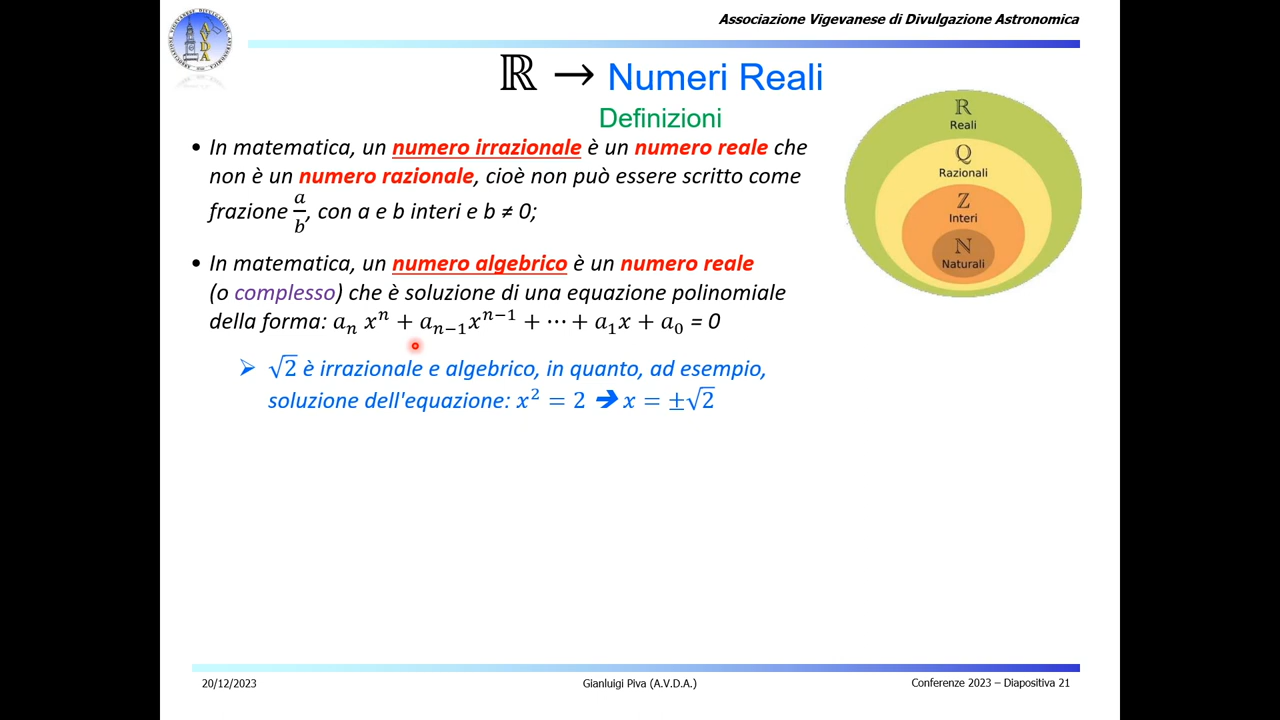 Associazione Vigevanese di Divulgazione Astronomica
ℝ → Numeri Reali
Definizioni
• In matematica, un numero irrazionale è un numero reale che
non è un numero razionale, cioè non può essere scritto come
frazione a/b, con a e b interi e b ≠ 0;
• In matematica, un numero algebrico è un numero reale
(o complesso) che è soluzione di una equazione polinomiale
della forma: aₙ xⁿ + aₙ₋₁xⁿ⁻¹ + ⋯ + a₁x + a₀ = 0
➢ √2 è irrazionale e algebrico, in quanto, ad esempio,
soluzione dell'equazione: x² = 2 ➔ x = ±√2
ℝ
Reali
ℚ
Razionali
ℤ
Interi
ℕ
Naturali
20/12/2023
Gianluigi Piva (A.V.D.A.)
Conferenze 2023 – Diapositiva 21